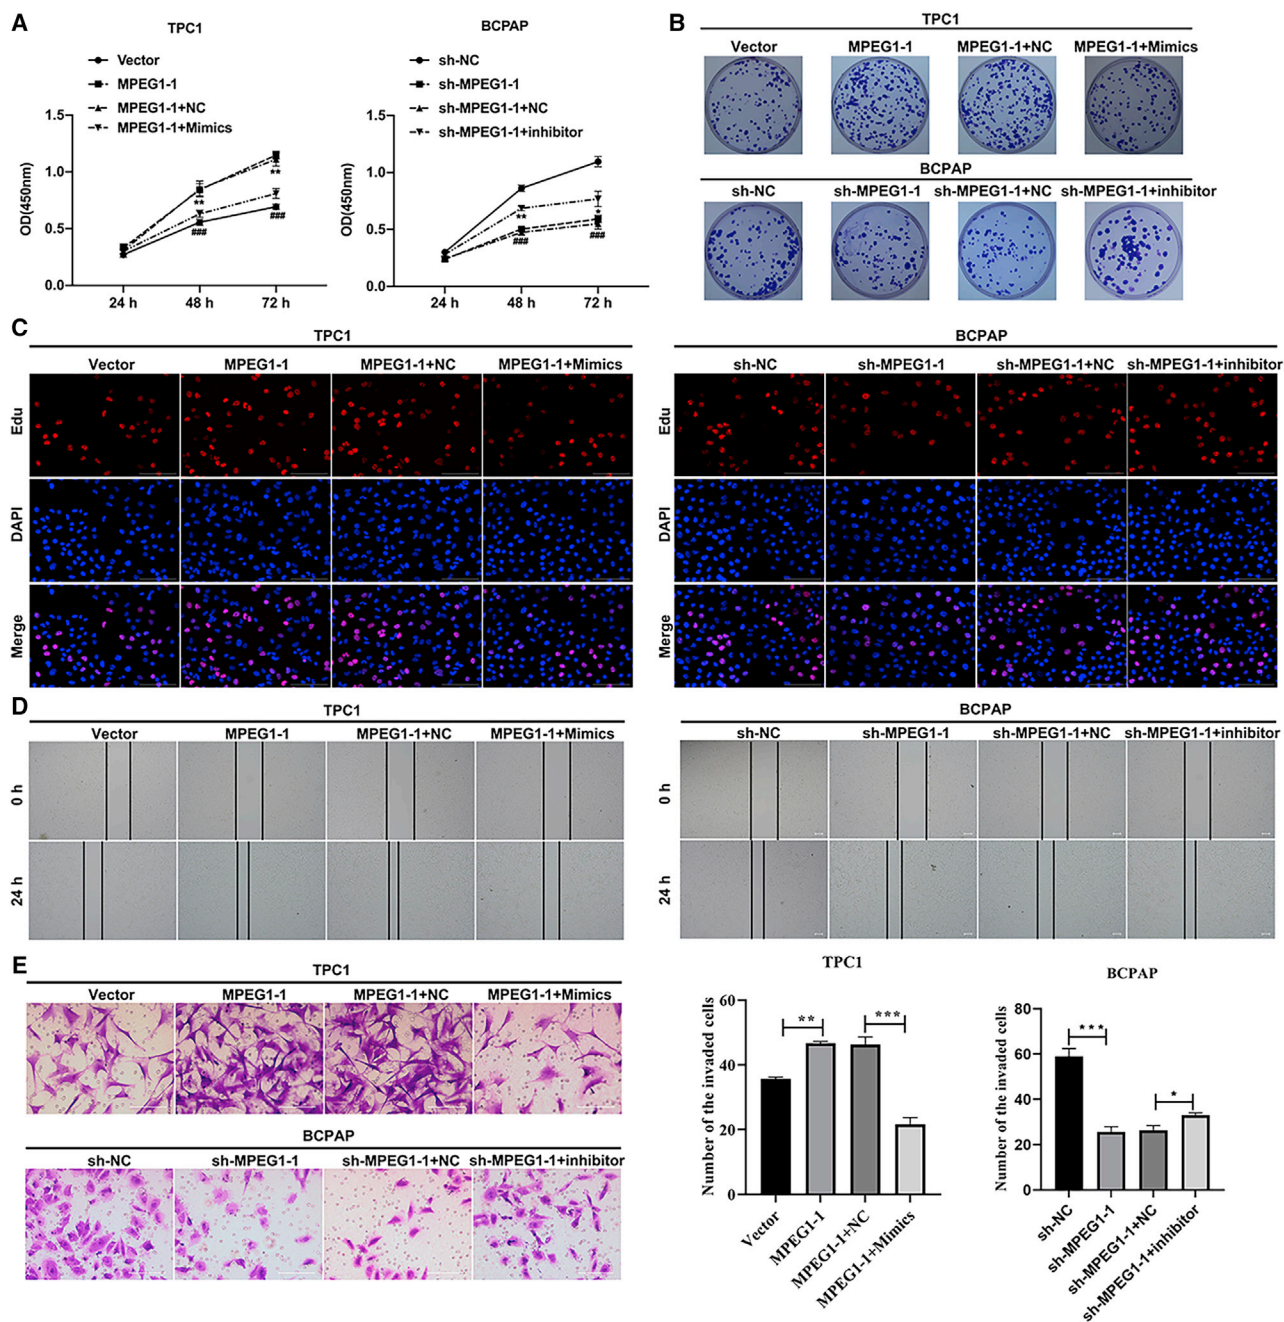 A
TPC1
Vector
MPEG1-1
MPEG1-1+NC
MPEG1-1+Mimics
OD(450nm)
1.5
1.0
0.5
0.0
**
**
###
###
24 h 48 h 72 h
BCPAP
sh-NC
sh-MPEG1-1
sh-MPEG1-1+NC
sh-MPEG1-1+inhibitor
OD(450nm)
1.5
1.0
0.5
0.0
**
*
###
###
24 h 48 h 72 h
B
TPC1
Vector MPEG1-1 MPEG1-1+NC MPEG1-1+Mimics
BCPAP
sh-NC sh-MPEG1-1 sh-MPEG1-1+NC sh-MPEG1-1+inhibitor
C
TPC1
Vector MPEG1-1 MPEG1-1+NC MPEG1-1+Mimics
Edu
DAPI
Merge
BCPAP
sh-NC sh-MPEG1-1 sh-MPEG1-1+NC sh-MPEG1-1+inhibitor
Edu
DAPI
Merge
D
TPC1
Vector MPEG1-1 MPEG1-1+NC MPEG1-1+Mimics
0 h
24 h
BCPAP
sh-NC sh-MPEG1-1 sh-MPEG1-1+NC sh-MPEG1-1+inhibitor
0 h
24 h
E
TPC1
Vector MPEG1-1 MPEG1-1+NC MPEG1-1+Mimics
BCPAP
sh-NC sh-MPEG1-1 sh-MPEG1-1+NC sh-MPEG1-1+inhibitor
TPC1
Number of the invaded cells
60
40
20
0
**
***
Vector
MPEG1-1
MPEG1-1+NC
MPEG1-1+Mimics
BCPAP
Number of the invaded cells
80
60
40
20
0
***
*
sh-NC
sh-MPEG1-1
sh-MPEG1-1+NC
sh-MPEG1-1+inhibitor